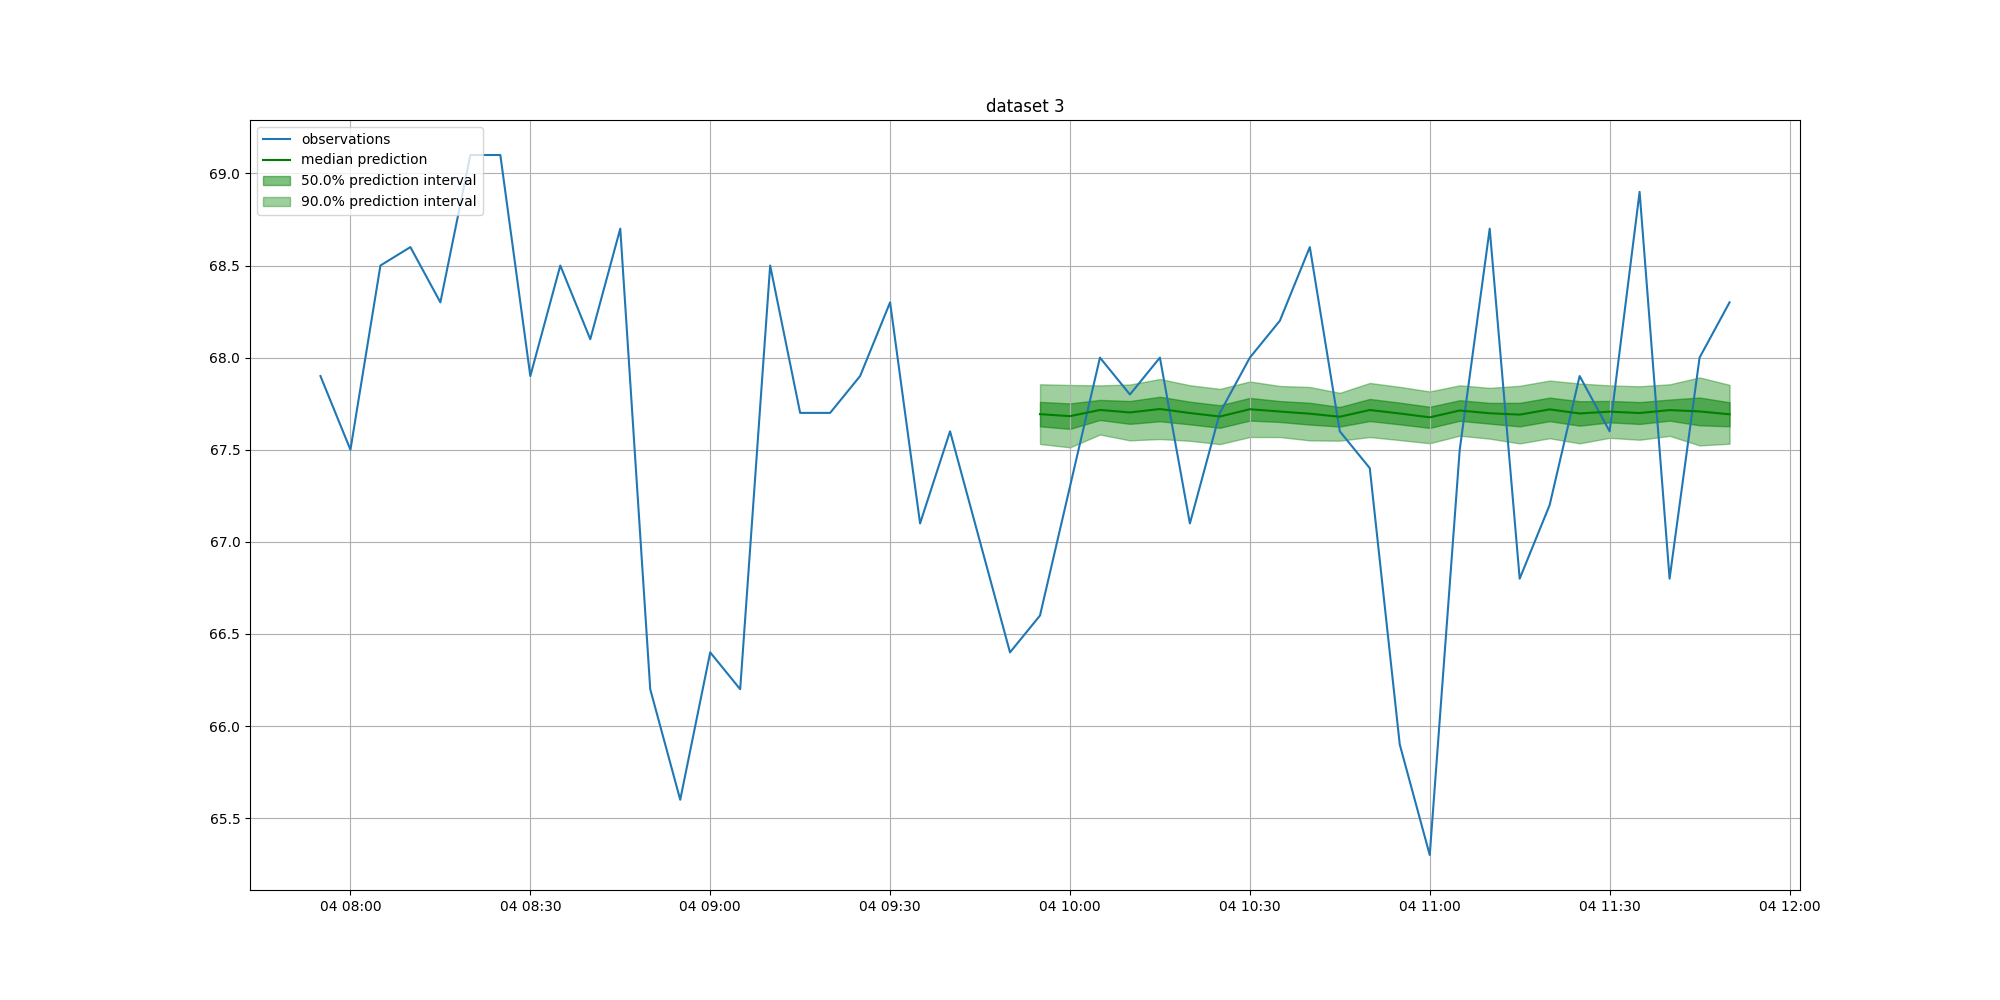 dataset 3
observations
median prediction
50.0% prediction interval
90.0% prediction interval
69.0
68.5
68.0
67.5
67.0
66.5
66.0
65.5
04 08:00 04 08:30 04 09:00 04 09:30 04 10:00 04 10:30 04 11:00 04 11:30 04 12:00